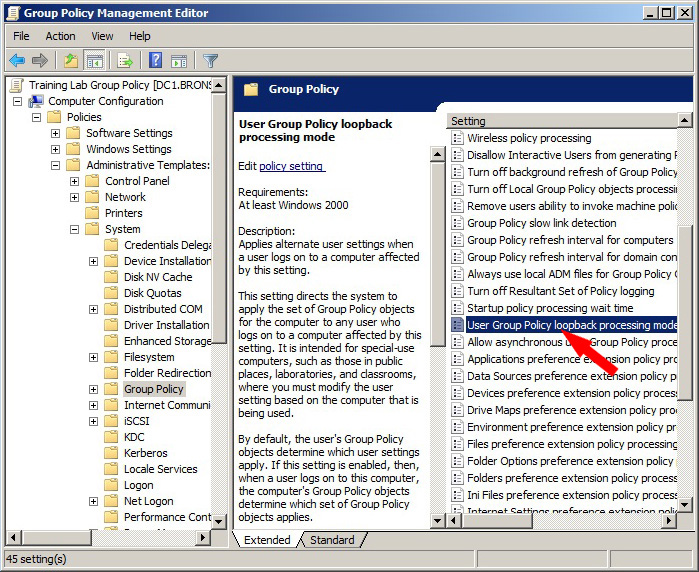 Group Policy Management Editor
File Action View Help
Training Lab Group Policy [DC1.BRONS
Computer Configuration
Policies
Software Settings
Windows Settings
Administrative Templates:
Control Panel
Network
Printers
System
Credentials Delega
Device Installation
Disk NV Cache
Disk Quotas
Distributed COM
Driver Installation
Enhanced Storage
Filesystem
Folder Redirection
Group Policy
Internet Communi
iSCSI
KDC
Kerberos
Locale Services
Logon
Net Logon
Performance Cont
Group Policy
User Group Policy loopback
processing mode
Edit policy setting
Requirements:
At least Windows 2000
Description:
Applies alternate user settings when
a user logs on to a computer affected
by this setting.
This setting directs the system to
apply the set of Group Policy objects
for the computer to any user who
logs on to a computer affected by this
setting. It is intended for special-use
computers, such as those in public
places, laboratories, and classrooms,
where you must modify the user
setting based on the computer that is
being used.
By default, the user's Group Policy
objects determine which user settings
apply. If this setting is enabled, then,
when a user logs on to this computer,
the computer's Group Policy objects
determine which set of Group Policy
objects applies.
Setting
Wireless policy processing
Disallow Interactive Users from generating R
Turn off background refresh of Group Policy
Turn off Local Group Policy objects processin
Remove users ability to invoke machine polic
Group Policy slow link detection
Group Policy refresh interval for computers
Group Policy refresh interval for domain con
Always use local ADM files for Group Policy O
Turn off Resultant Set of Policy logging
Startup policy processing wait time
User Group Policy loopback processing mode
Allow asynchronous Group Policy proce
Applications preference extension policy pro
Data Sources preference extension policy p
Devices preference extension policy process
Drive Maps preference extension policy proc
Environment preference extension policy pro
Files preference extension policy processing
Folder Options preference extension policy p
Folders preference extension policy process
Ini Files preference extension policy process
Internet Settings preference extension polic
Extended Standard
45 setting(s)